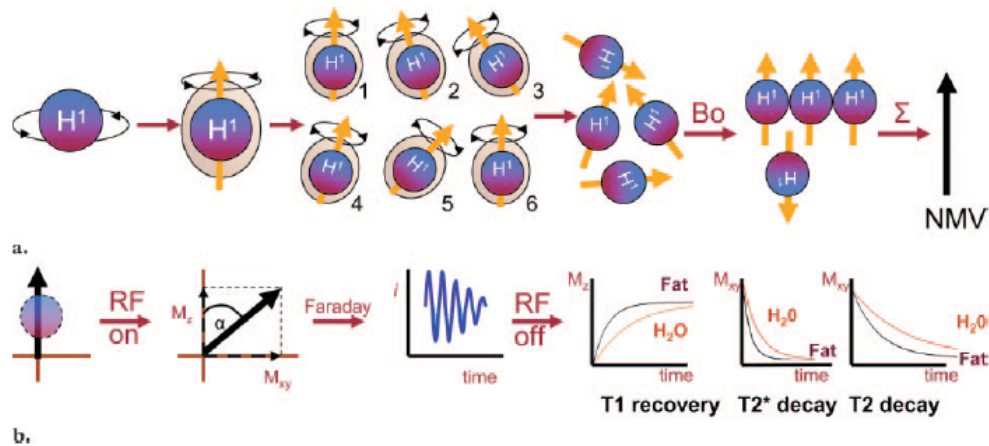 H¹
H¹
H¹ 1
H¹ 2
H¹ 3
H¹ 4
H¹ 5
H¹ 6
H¹
H¹
H¹
H¹
Bo
H¹ H¹ H¹
H¹
Σ
NMV
a.
RF
on
Mz
α
Mxy
Faraday
i
time
RF
off
Mz
Fat
H₂O
time
T1 recovery
Mxy
H₂0
Fat
time
T2* decay
Mxy
H₂0
Fat
time
T2 decay
b.